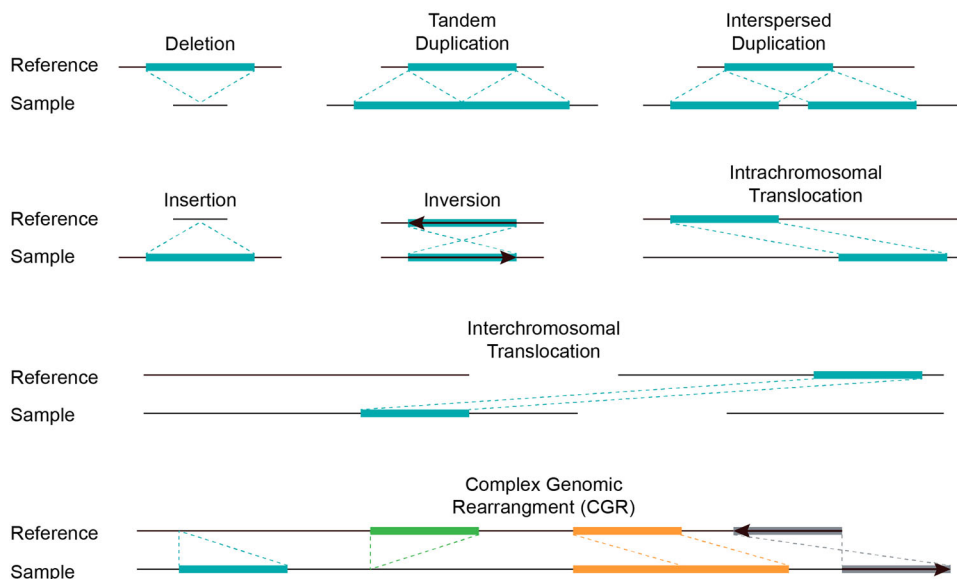 Deletion
Tandem
Duplication
Interspersed
Duplication
Reference
Sample
Insertion
Inversion
Intrachromosomal
Translocation
Reference
Sample
Interchromosomal
Translocation
Reference
Sample
Complex Genomic
Rearrangment (CGR)
Reference
Sample